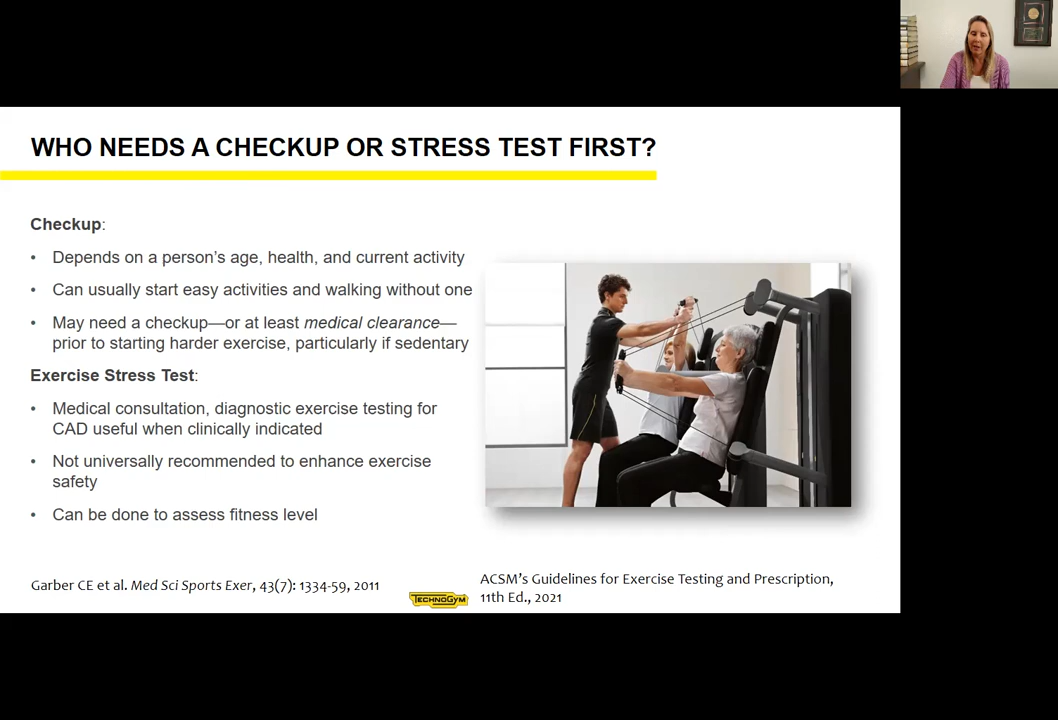 WHO NEEDS A CHECKUP OR STRESS TEST FIRST?
Checkup:
• Depends on a person's age, health, and current activity
• Can usually start easy activities and walking without one
• May need a checkup—or at least medical clearance—
prior to starting harder exercise, particularly if sedentary
Exercise Stress Test:
• Medical consultation, diagnostic exercise testing for
CAD useful when clinically indicated
• Not universally recommended to enhance exercise
safety
• Can be done to assess fitness level
Garber CE et al. Med Sci Sports Exer, 43(7): 1334-59, 2011
TECHNOGYM
ACSM's Guidelines for Exercise Testing and Prescription,
11th Ed., 2021